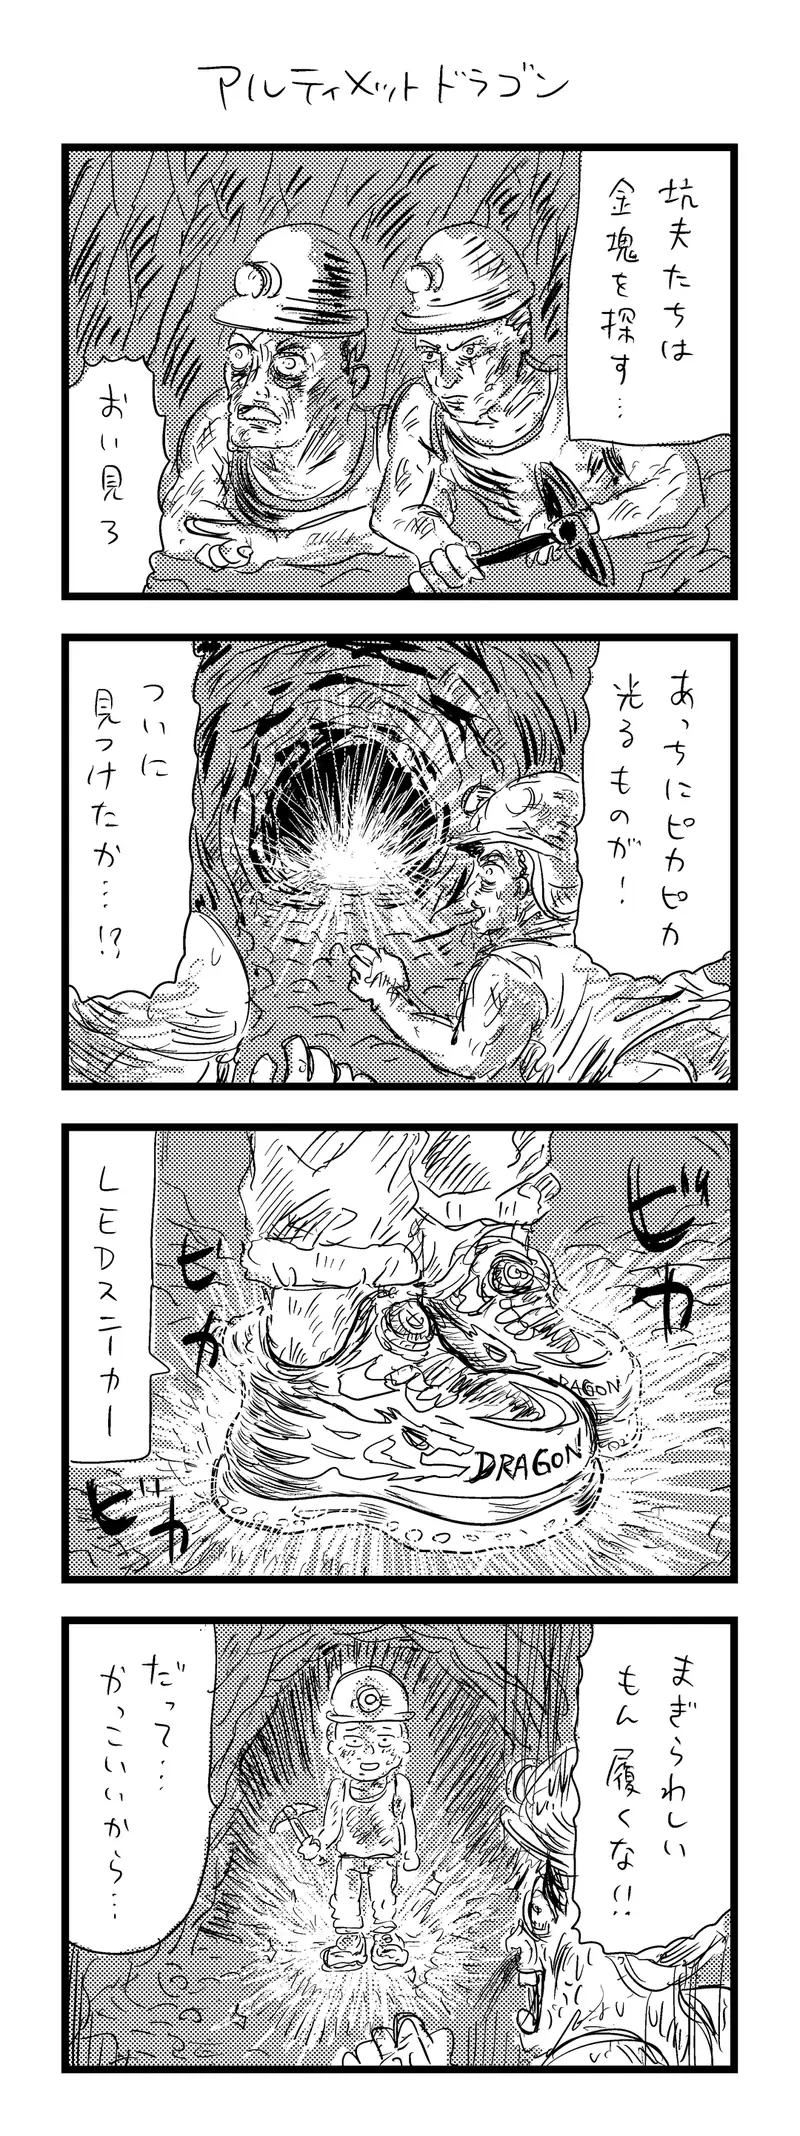 アルティメットドラゴン
坑夫たちは
金塊を探す…
おい見ろ
あっちにピカピカ
光るものが！
ついに
見つけたか…!?
ピカ
ピカ
LEDスニーカー
DRAGON
DRAGON
ピカ
まぎらわしい
もん履くな!!
だって…
かっこいいから…